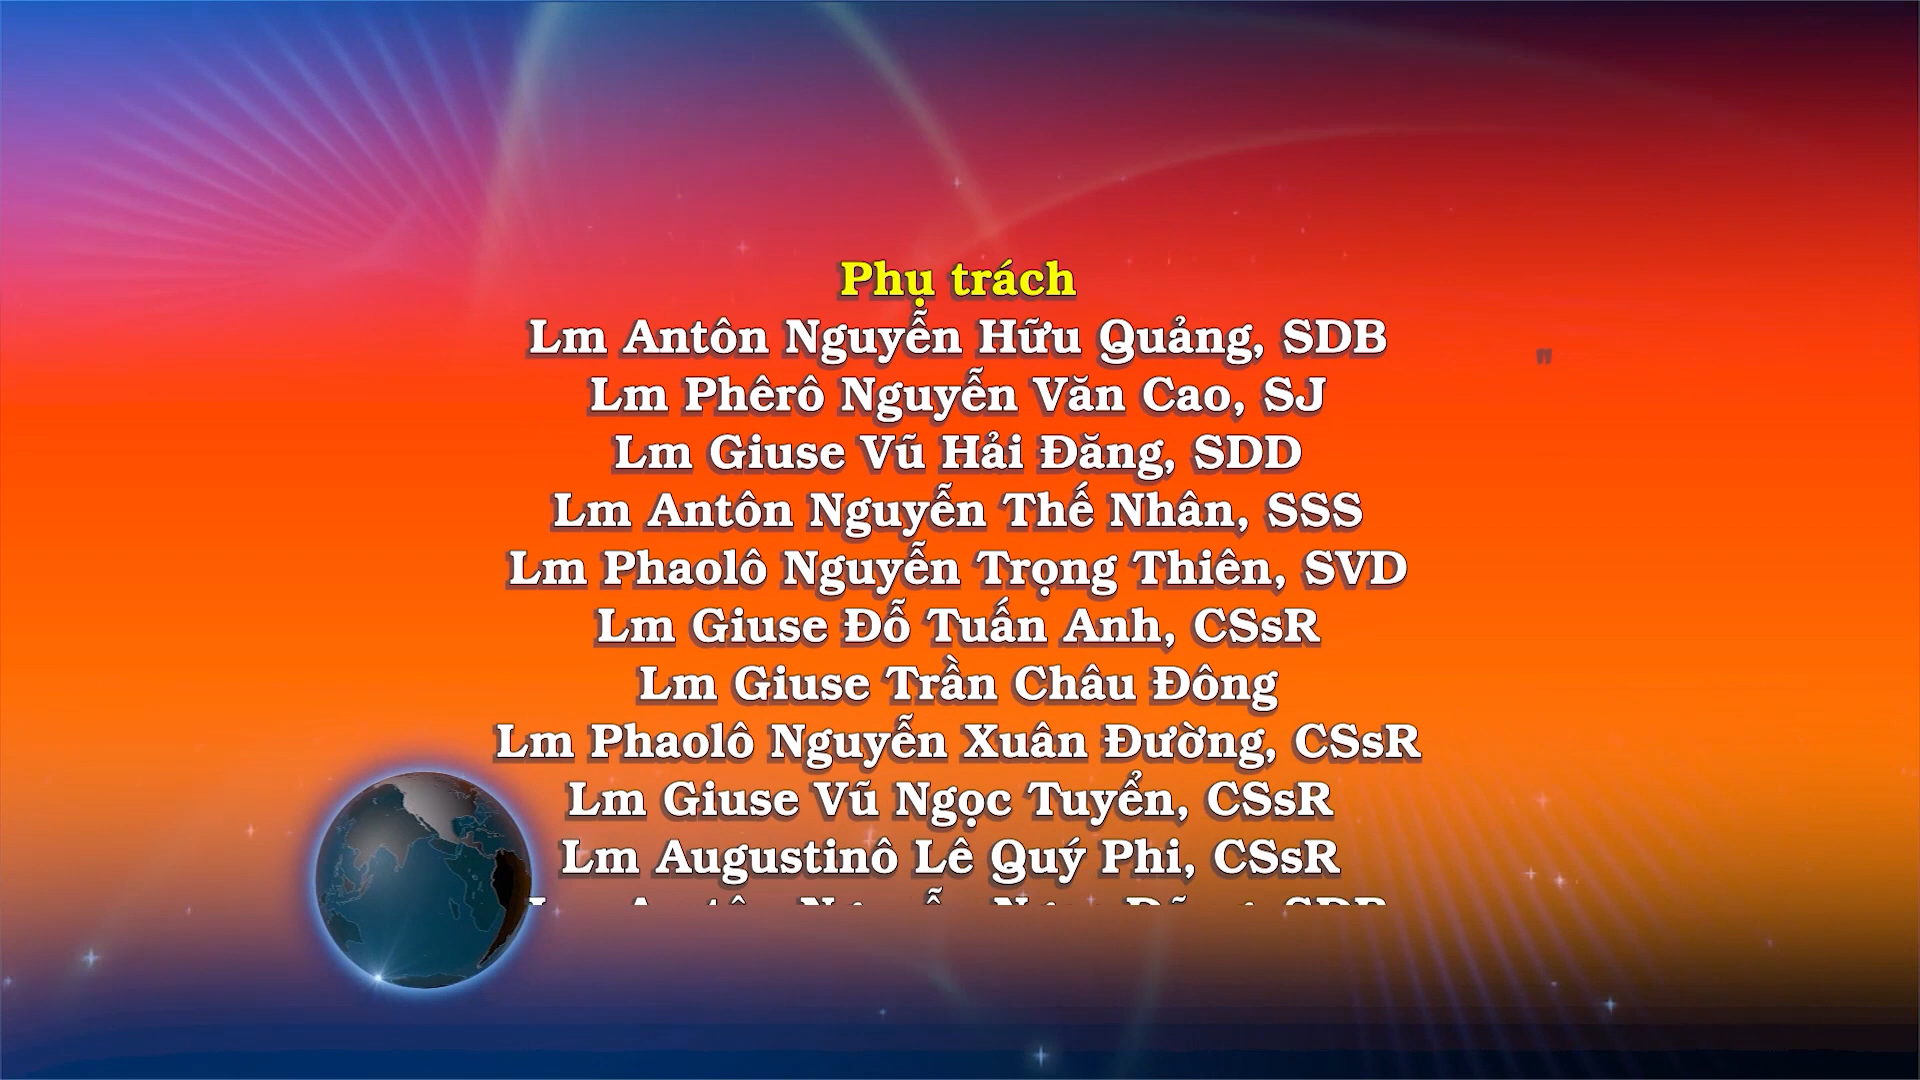 Phụ trách
Lm Antôn Nguyễn Hữu Quảng, SDB
Lm Phêrô Nguyễn Văn Cao, SJ
Lm Giuse Vũ Hải Đăng, SDD
Lm Antôn Nguyễn Thế Nhân, SSS
Lm Phaolô Nguyễn Trọng Thiên, SVD
Lm Giuse Đỗ Tuấn Anh, CSsR
Lm Giuse Trần Châu Đông
Lm Phaolô Nguyễn Xuân Đường, CSsR
Lm Giuse Vũ Ngọc Tuyển, CSsR
Lm Augustinô Lê Quý Phi, CSsR